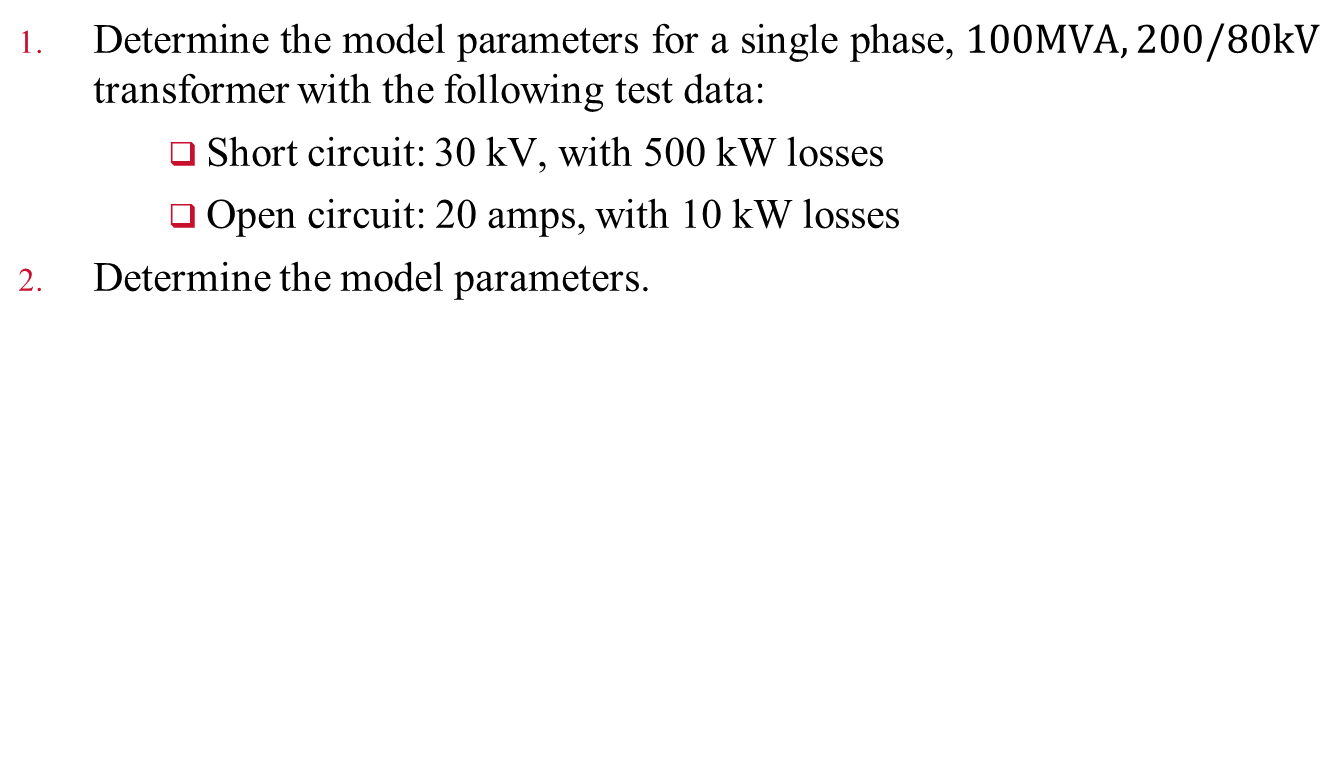 1. Determine the model parameters for a single phase, 100MVA, 200/80kV
transformer with the following test data:
❑ Short circuit: 30 kV, with 500 kW losses
❑ Open circuit: 20 amps, with 10 kW losses
2. Determine the model parameters.